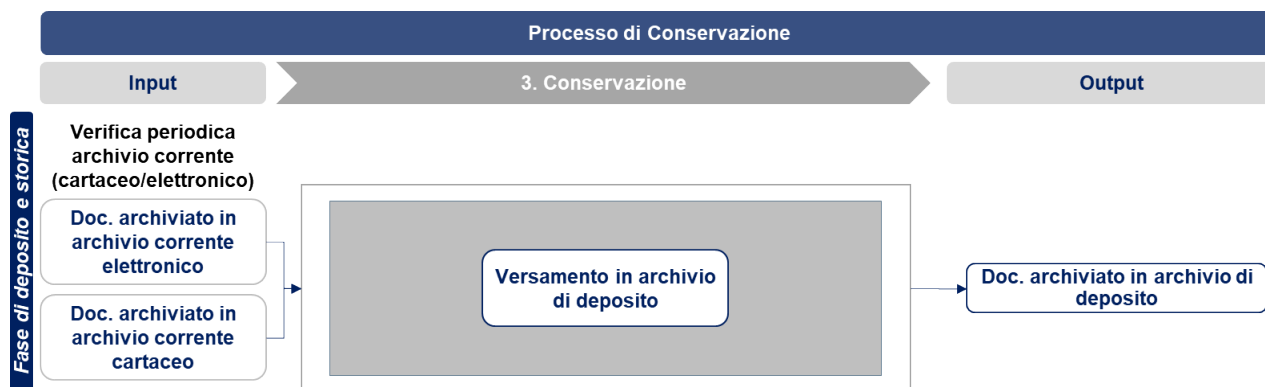 Processo di Conservazione
Input
3. Conservazione
Output
Fase di deposito e storica
Verifica periodica
archivio corrente
(cartaceo/elettronico)
Doc. archiviato in
archivio corrente
elettronico
Doc. archiviato in
archivio corrente
cartaceo
Versamento in archivio
di deposito
Doc. archiviato in archivio di
deposito